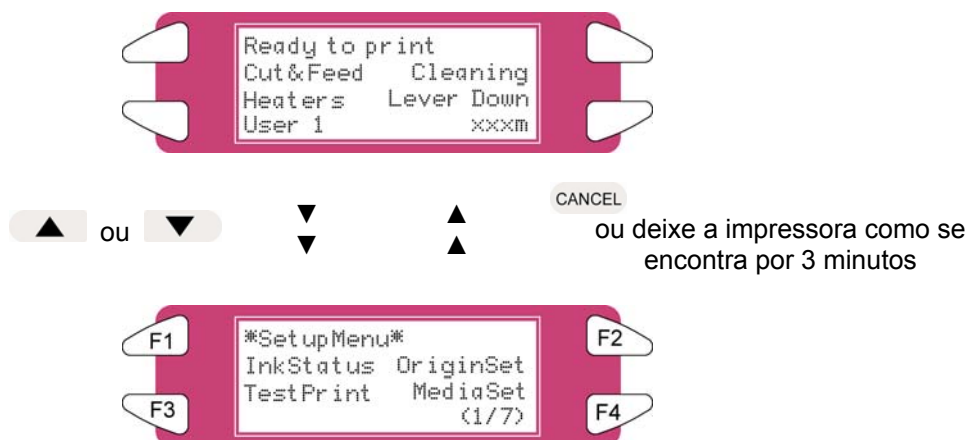 Ready to print
Cut&Feed Cleaning
Heaters Lever Down
User 1 xxxm
CANCEL
▲ ou ▼ ▼ ▲ ou deixe a impressora como se
▼ ▲ encontra por 3 minutos
F1 *SetupMenu* F2
InkStatus OriginSet
TestPrint MediaSet
F3 (1/7) F4